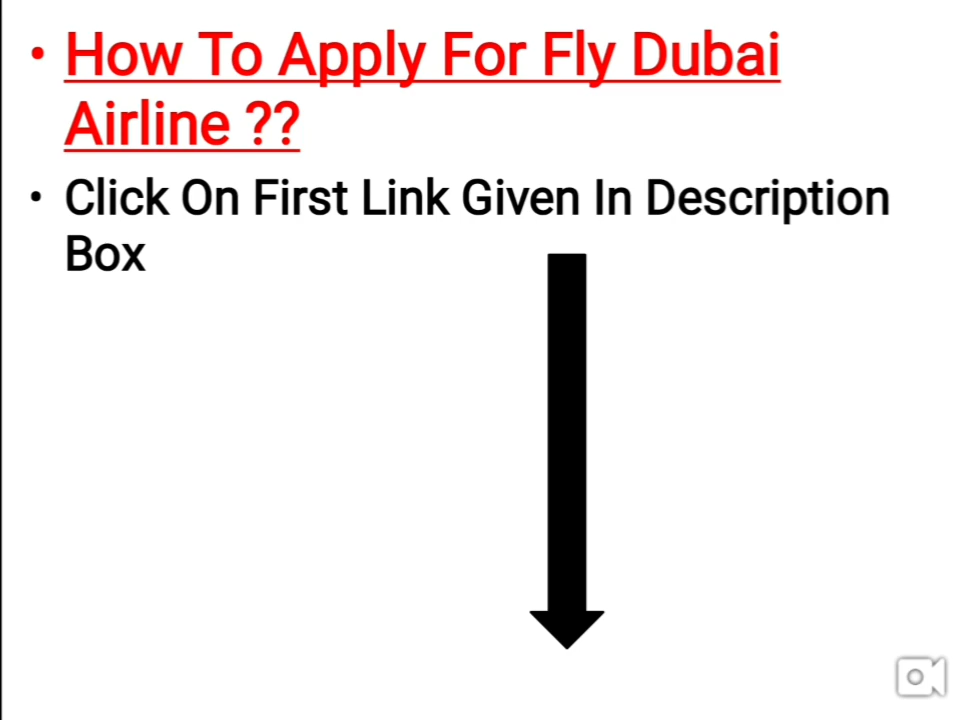 • How To Apply For Fly Dubai
Airline ??
• Click On First Link Given In Description
Box